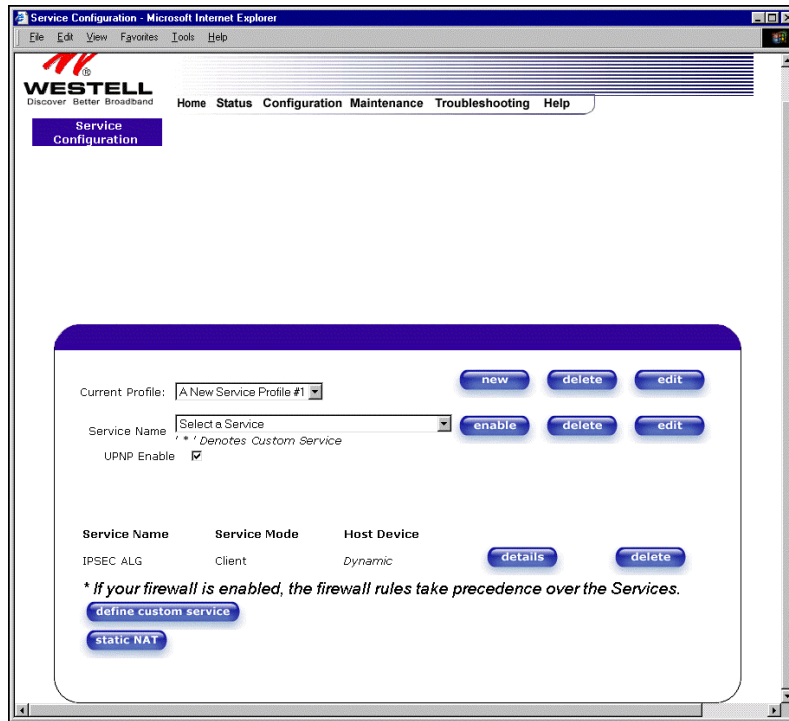 Service Configuration - Microsoft Internet Explorer
File Edit View Favorites Tools Help
WESTELL
Discover Better Broadband
Home Status Configuration Maintenance Troubleshooting Help
Service
Configuration
Current Profile: A New Service Profile #1 new delete edit
Service Name Select a Service enable delete edit
' * ' Denotes Custom Service
UPNP Enable
Service Name Service Mode Host Device
IPSEC ALG Client Dynamic details delete
* If your firewall is enabled, the firewall rules take precedence over the Services.
define custom service
static NAT